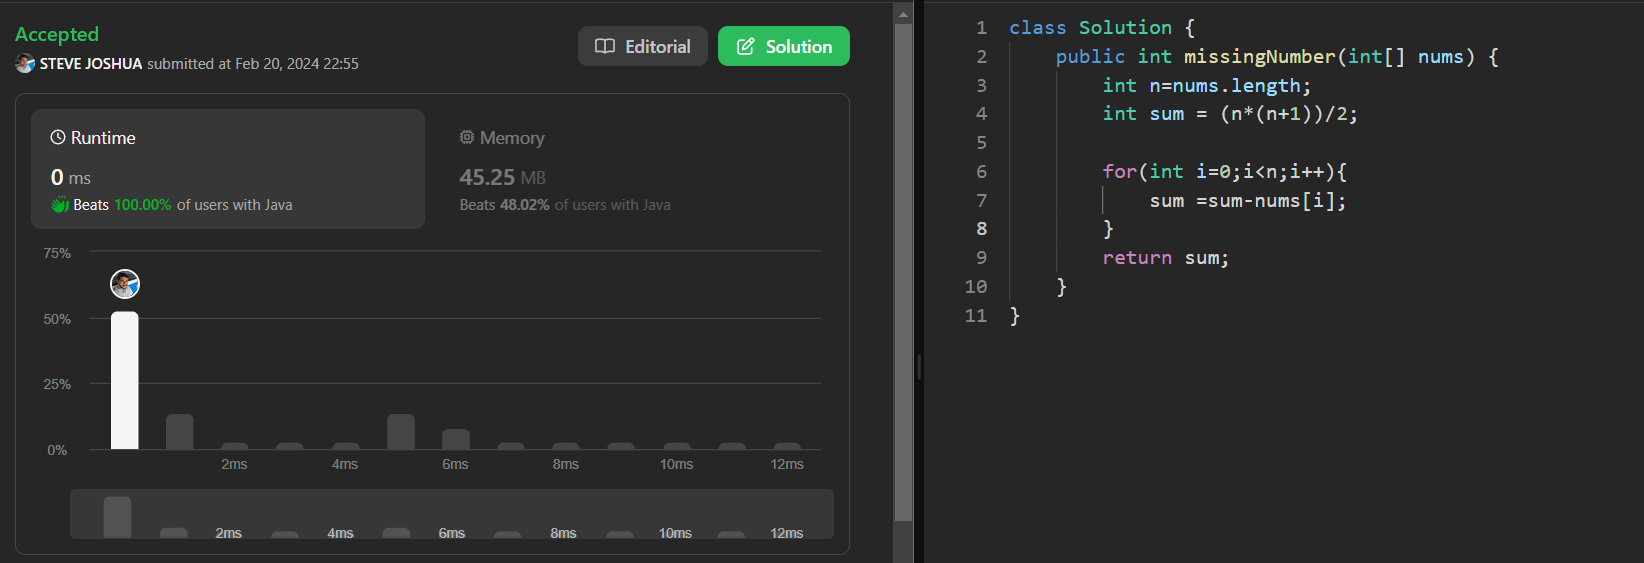 Accepted
STEVE JOSHUA submitted at Feb 20, 2024 22:55
Editorial
Solution
Runtime
0 ms
Beats 100.00% of users with Java
Memory
45.25 MB
Beats 48.02% of users with Java
75%
50%
25%
0%
2ms 4ms 6ms 8ms 10ms 12ms
2ms 4ms 6ms 8ms 10ms 12ms
1 class Solution {
2     public int missingNumber(int[] nums) {
3         int n=nums.length;
4         int sum = (n*(n+1))/2;
5
6         for(int i=0;i<n;i++){
7             sum =sum-nums[i];
8         }
9         return sum;
10     }
11 }